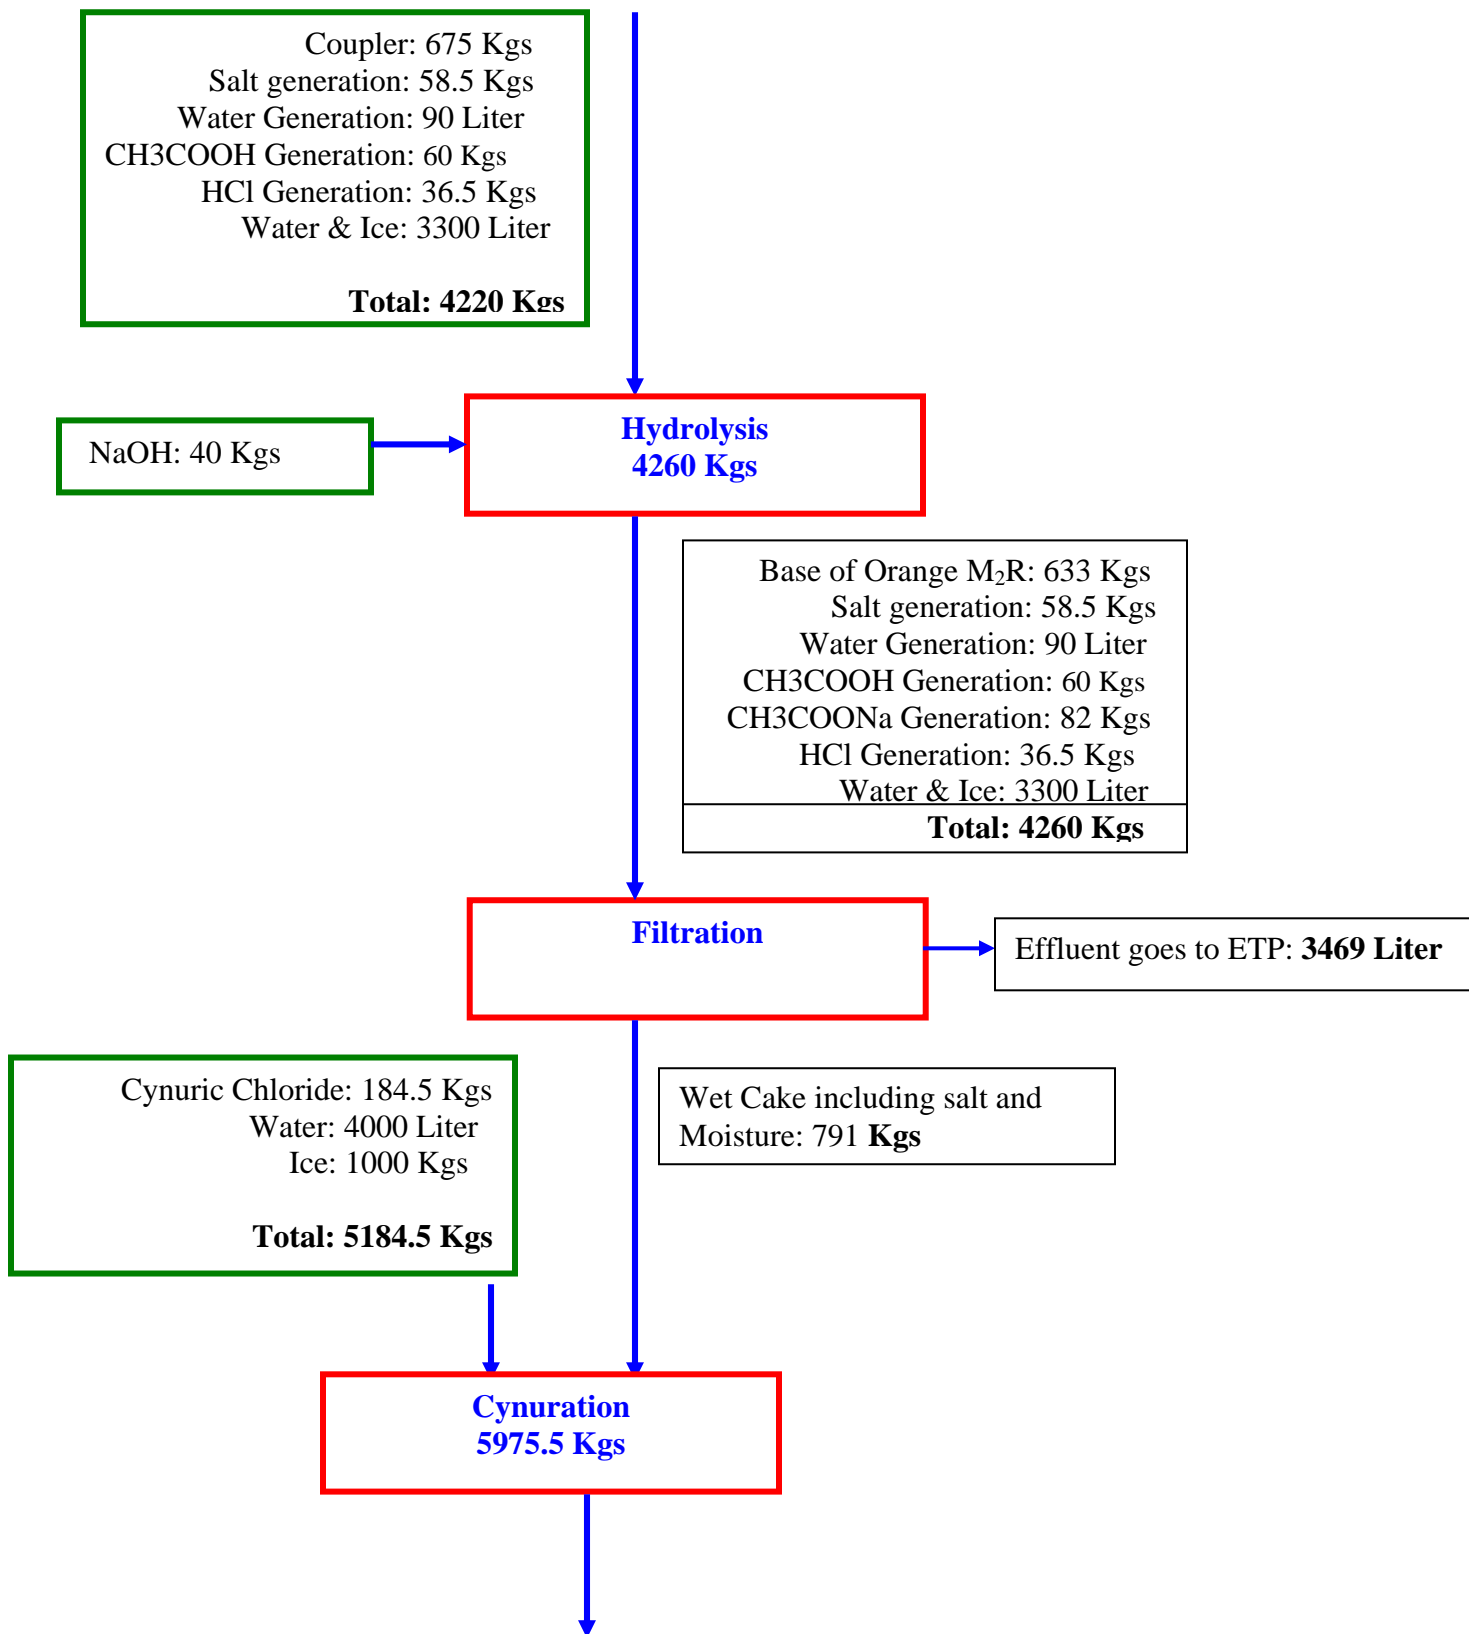 Coupler: 675 Kgs
Salt generation: 58.5 Kgs
Water Generation: 90 Liter
CH3COOH Generation: 60 Kgs
HCl Generation: 36.5 Kgs
Water & Ice: 3300 Liter
Total: 4220 Kgs
Hydrolysis
4260 Kgs
NaOH: 40 Kgs
Base of Orange M₂R: 633 Kgs
Salt generation: 58.5 Kgs
Water Generation: 90 Liter
CH3COOH Generation: 60 Kgs
CH3COONa Generation: 82 Kgs
HCl Generation: 36.5 Kgs
Water & Ice: 3300 Liter
Total: 4260 Kgs
Filtration
Effluent goes to ETP: 3469 Liter
Cynuric Chloride: 184.5 Kgs
Water: 4000 Liter
Ice: 1000 Kgs
Total: 5184.5 Kgs
Wet Cake including salt and
Moisture: 791 Kgs
Cynuration
5975.5 Kgs